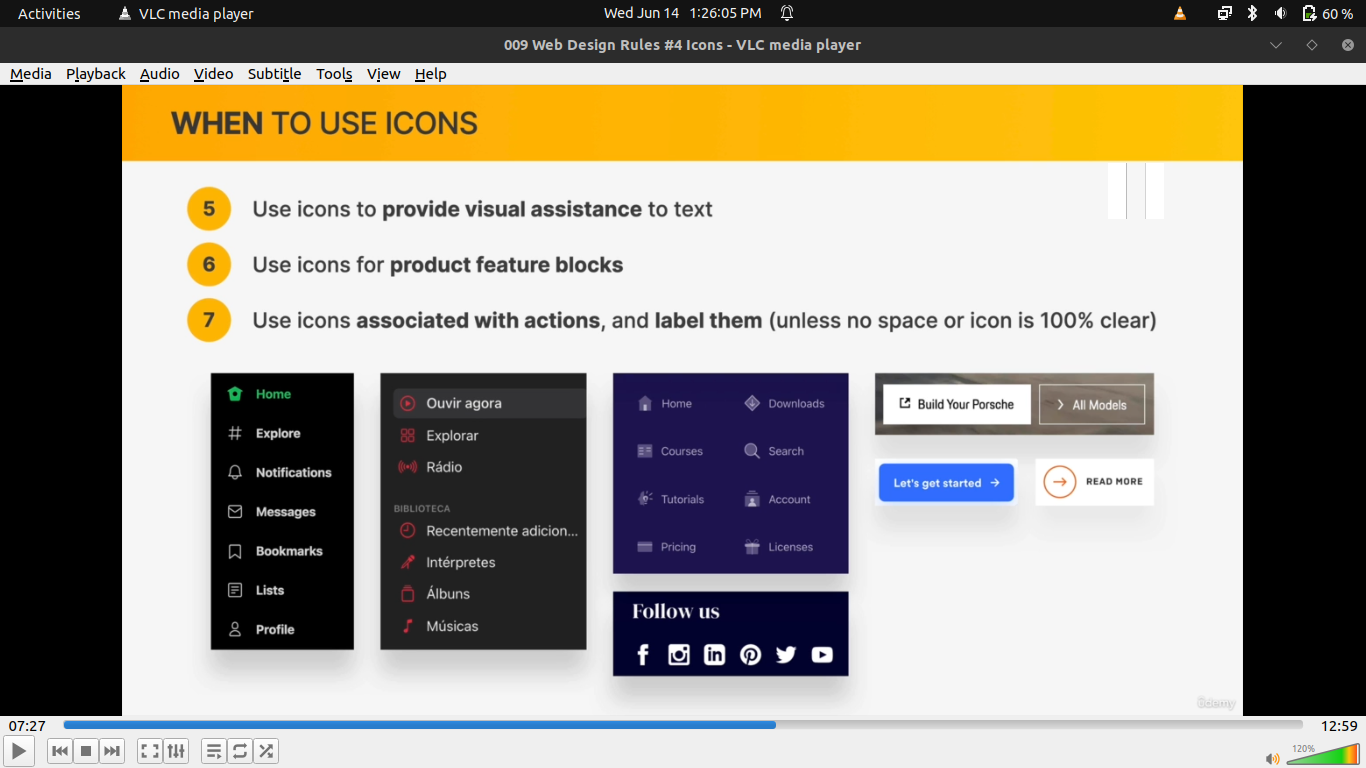 Activities
VLC media player
Wed Jun 14 1:26:05 PM
60 %
009 Web Design Rules #4 Icons - VLC media player
Media Playback Audio Video Subtitle Tools View Help
WHEN TO USE ICONS
5 Use icons to provide visual assistance to text
6 Use icons for product feature blocks
7 Use icons associated with actions, and label them (unless no space or icon is 100% clear)
Home
Explore
Notifications
Messages
Bookmarks
Lists
Profile
Ouvir agora
Explorar
Rádio
BIBLIOTECA
Recentemente adicion...
Intérpretes
Álbuns
Músicas
Home Downloads
Courses Search
Tutorials Account
Pricing Licenses
Follow us
Build Your Porsche
All Models
Let's get started
READ MORE
ûdemy
07:27
12:59
120%